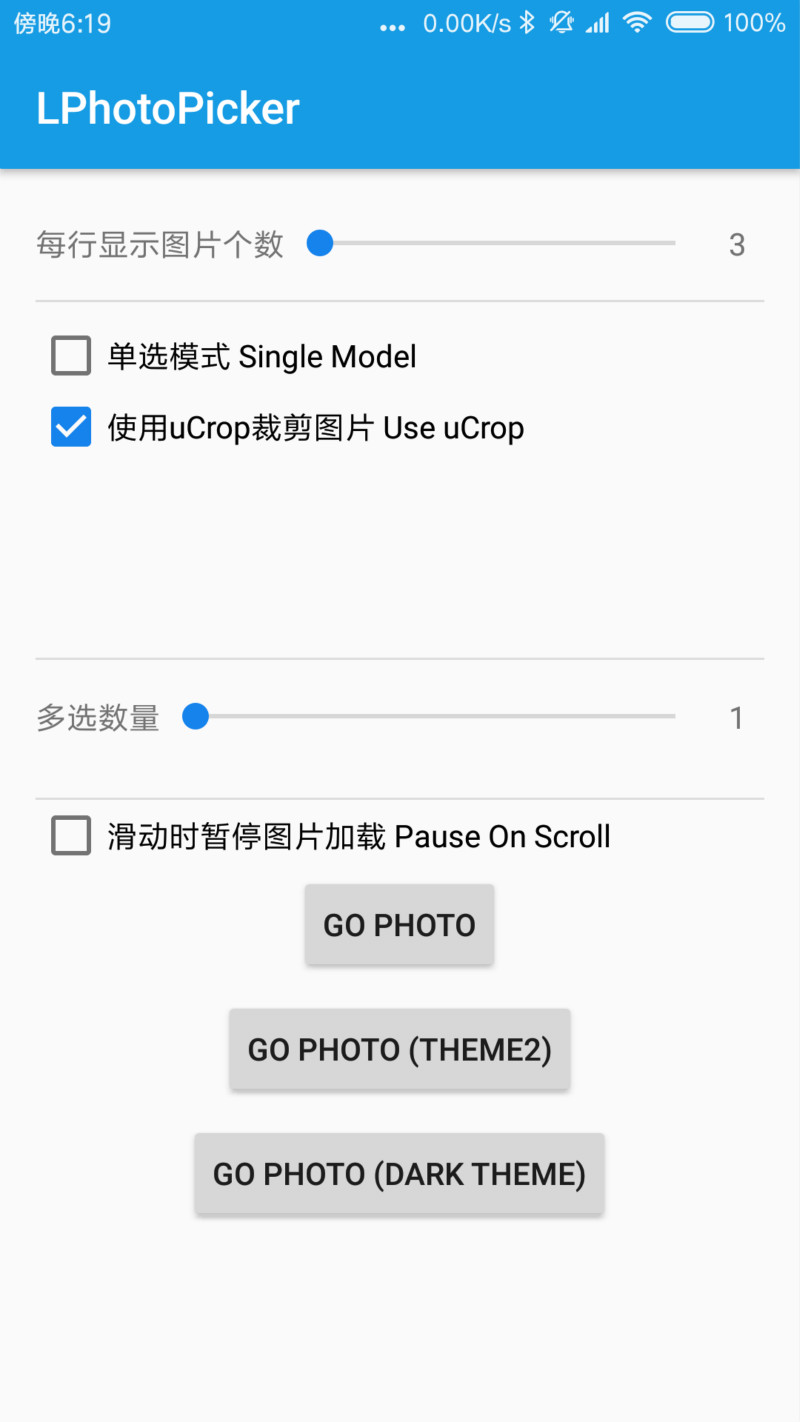 傍晚6:19 ... 0.00K/s 100%
LPhotoPicker
每行显示图片个数 3
单选模式 Single Model
使用uCrop裁剪图片 Use uCrop
多选数量 1
滑动时暂停图片加载 Pause On Scroll
GO PHOTO
GO PHOTO (THEME2)
GO PHOTO (DARK THEME)